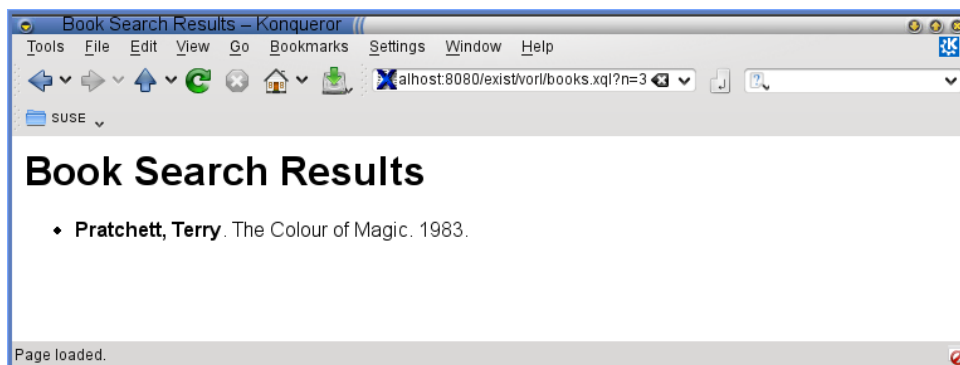 Book Search Results – Konqueror
Tools File Edit View Go Bookmarks Settings Window Help
alhost:8080/exist/vorl/books.xql?n=3
SUSE
Book Search Results
• Pratchett, Terry. The Colour of Magic. 1983.
Page loaded.